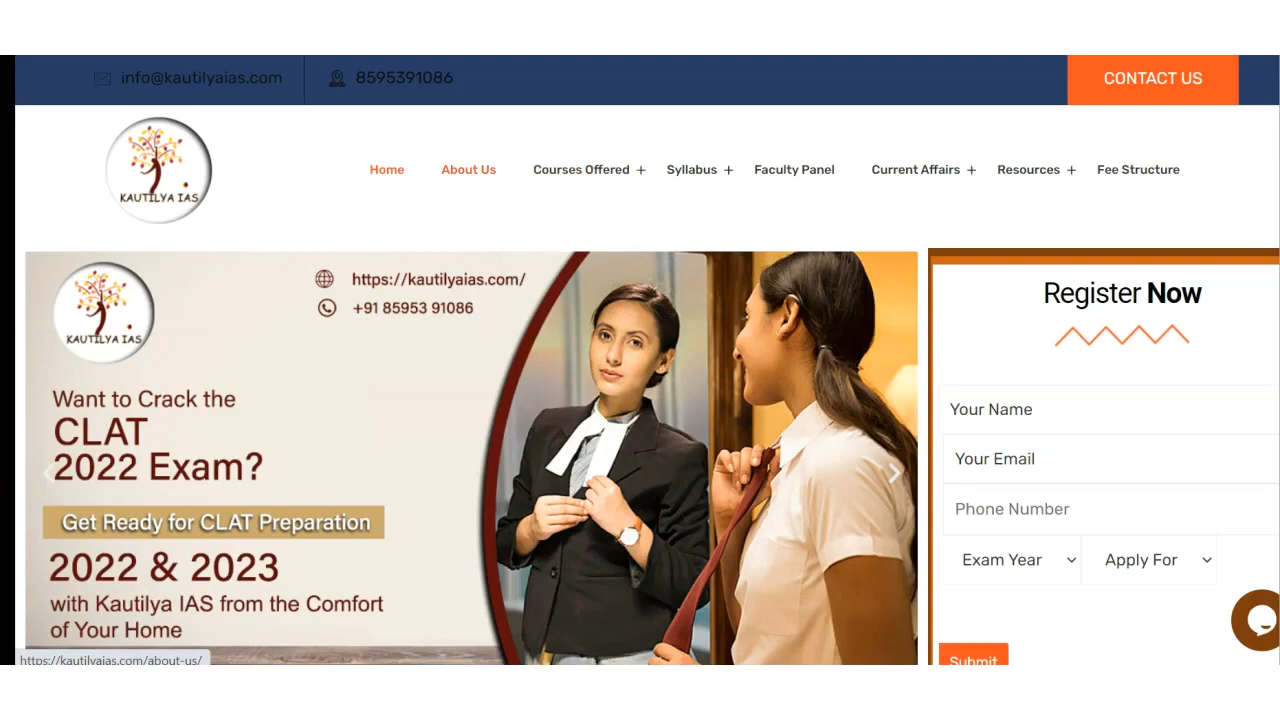 info@kautilyaias.com
8595391086
CONTACT US
KAUTILYA IAS
Home
About Us
Courses Offered +
Syllabus +
Faculty Panel
Current Affairs +
Resources +
Fee Structure
KAUTILYA IAS
https://kautilyaias.com/
+91 85953 91086
Want to Crack the
CLAT
2022 Exam?
Get Ready for CLAT Preparation
2022 & 2023
with Kautilya IAS from the Comfort
of Your Home
Register Now
Your Name
Your Email
Phone Number
Exam Year
Apply For
Submit
https://kautilyaias.com/about-us/